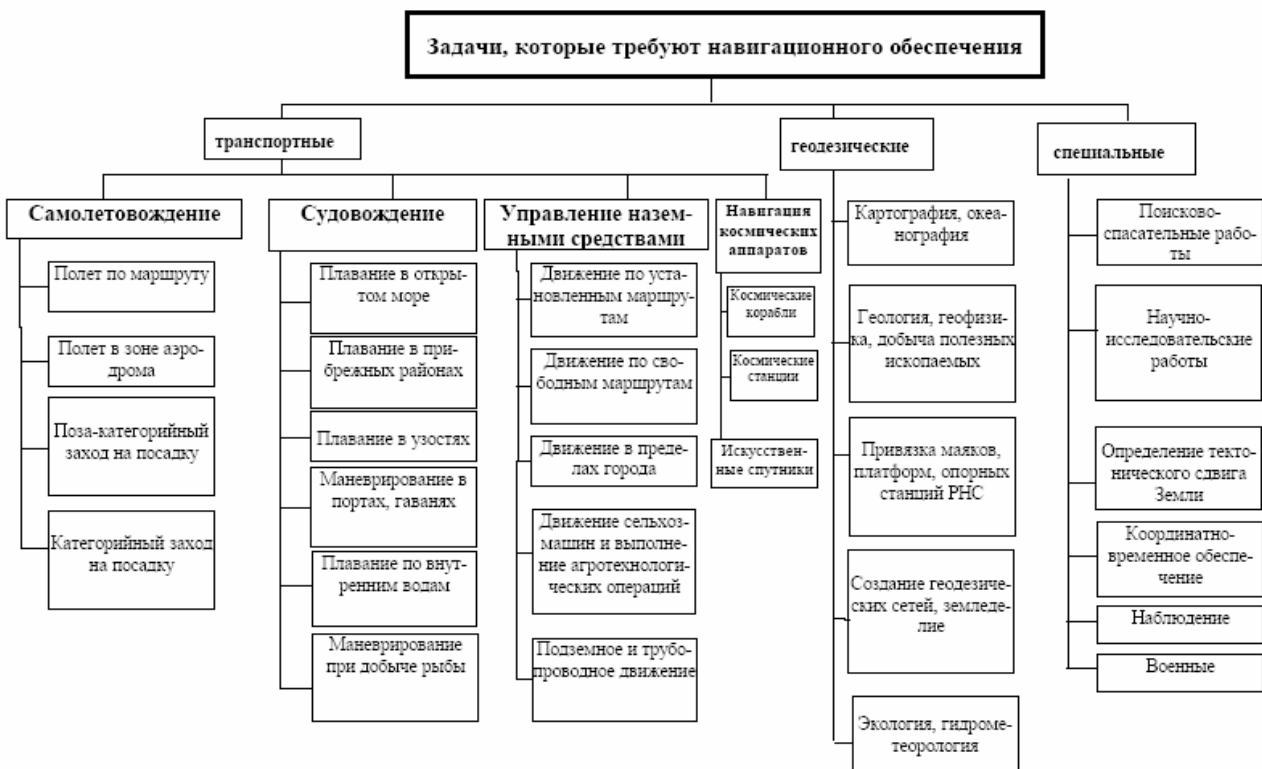 Задачи, которые требуют навигационного обеспечения
транспортные
геодезические
специальные
Самолетовождение
Полет по маршруту
Полет в зоне аэро-
дрома
Поза-категорийный
заход на посадку
Категорийный заход
на посадку
Судовождение
Плавание в откры-
том море
Плавание в при-
брежных районах
Плавание в узостях
Маневрирование в
портах, гаванях
Плавание по внут-
ренним водам
Маневрирование
при добыче рыбы
Управление назем-
ными средствами
Движение по уста-
новленным маршру-
там
Движение по сво-
бодным маршрутам
Движение в преде-
лах города
Движение сельхоз-
машин и выполне-
ние агротехнологи-
ческих операций
Подземное и трубо-
проводное движение
Навигация
космических
аппаратов
Космические
корабли
Космические
станции
Искусствен-
ные спутники
Картография, океа-
нография
Геология, геофизи-
ка, добыча полезных
ископаемых
Привязка маяков,
платформ, опорных
станций РНС
Создание геодезиче-
ских сетей, земледе-
лие
Экология, гидроме-
теорология
Поисково-
спасательные рабо-
ты
Научно-
исследовательские
работы
Определение текто-
нического сдвига
Земли
Координатно-
временное обеспе-
чение
Наблюдение
Военные